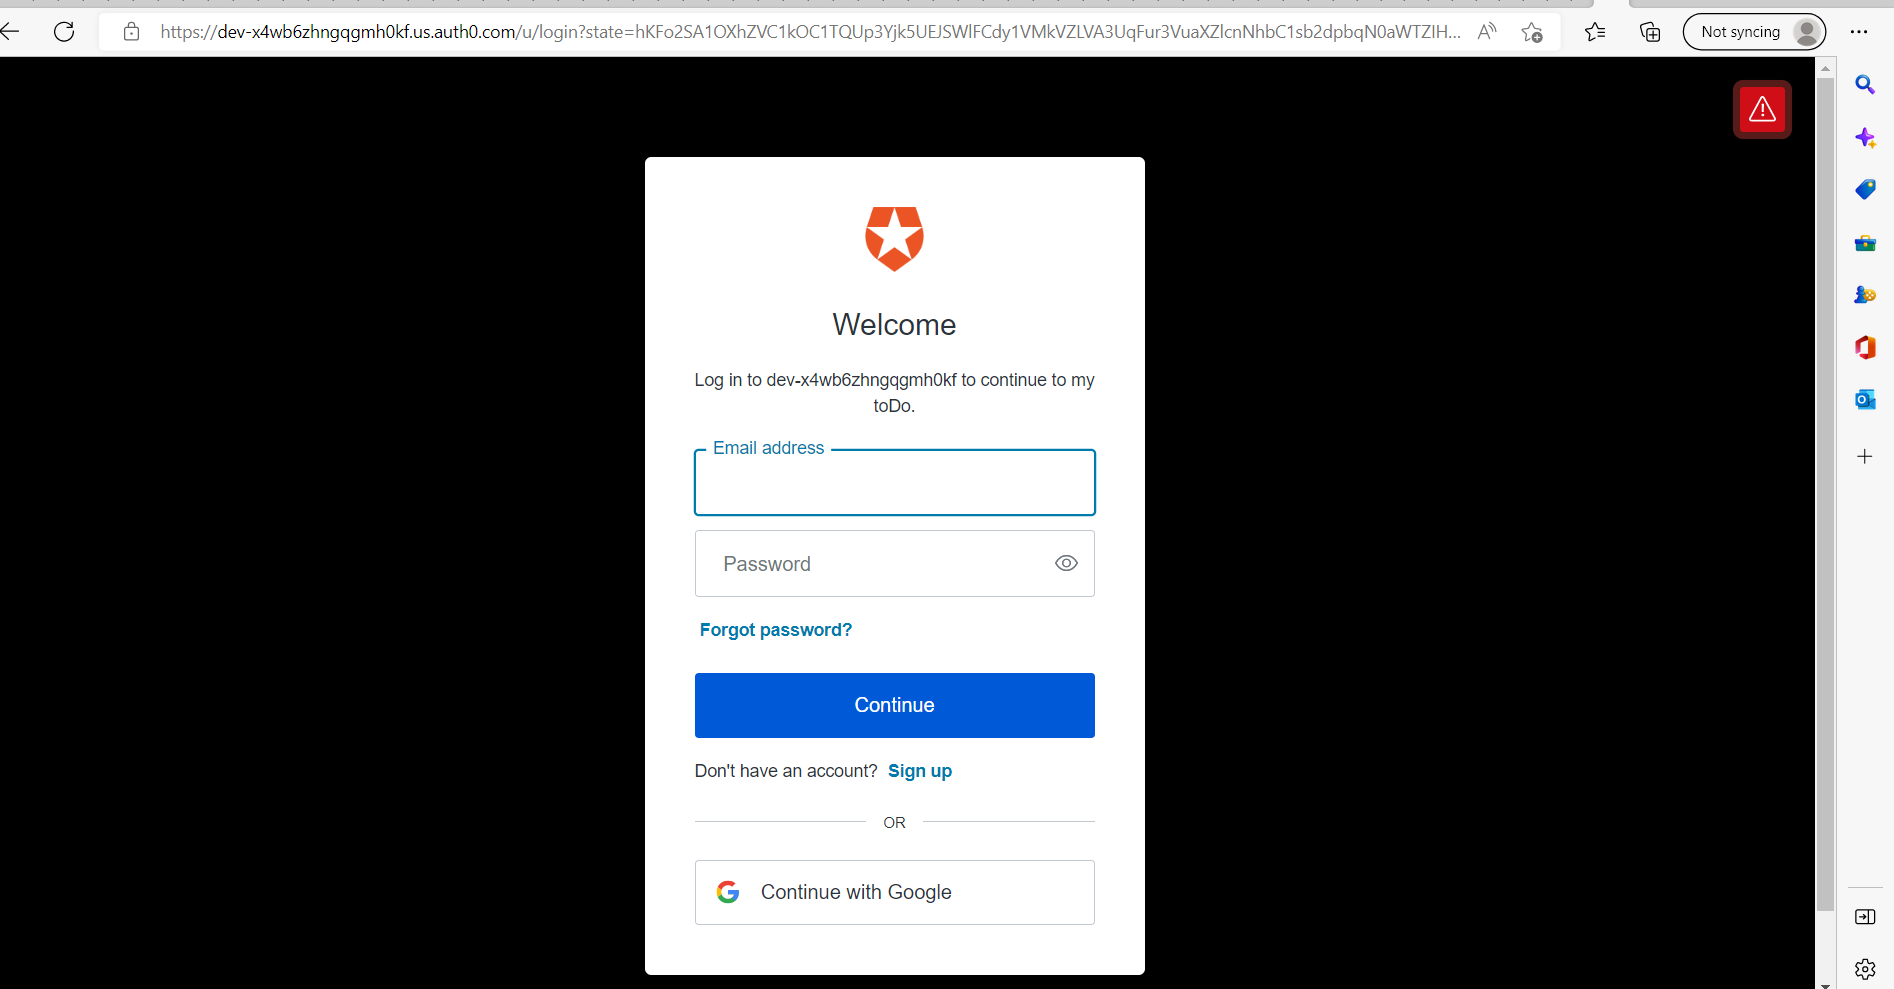 https://dev-x4wb6zhngqgmh0kf.us.auth0.com/u/login?state=hKFo2SA1OXhZVC1kOC1TQUp3Yjk5UEJSWlFCdy1VMkVZLVA3UqFur3VuaXZlcnNhbC1sb2dpbqN0aWTZIH...
Not syncing
Welcome
Log in to dev-x4wb6zhngqgmh0kf to continue to my
toDo.
Email address
Password
Forgot password?
Continue
Don't have an account? Sign up
OR
Continue with Google